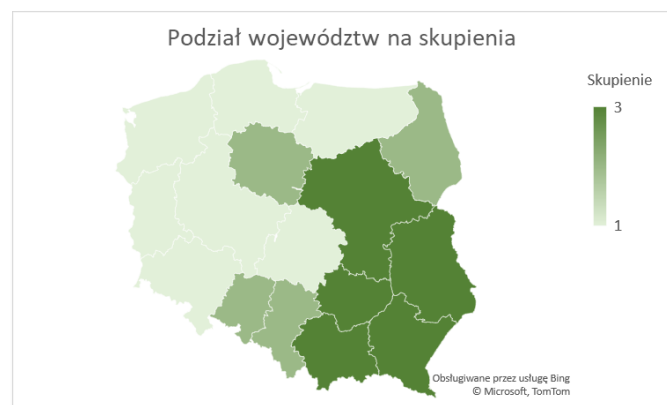 Podział województw na skupienia
Skupienie
3
1
Obsługiwane przez usługę Bing
© Microsoft, TomTom